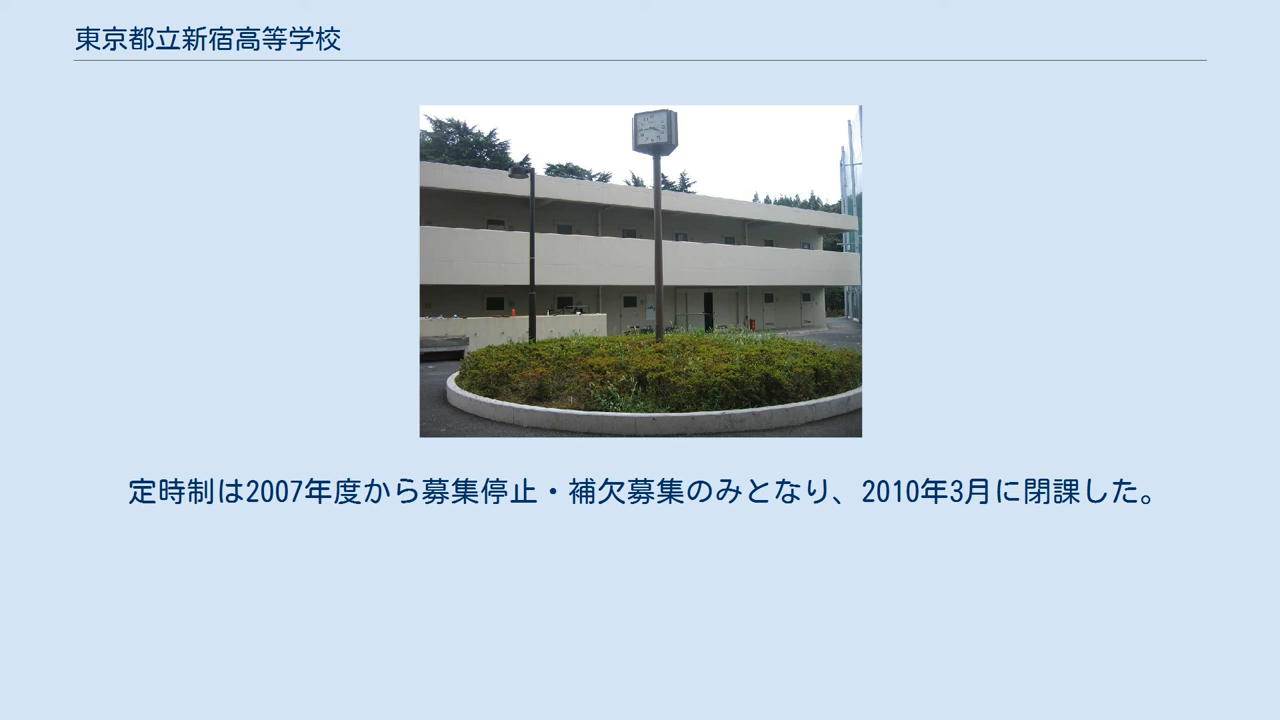 東京都立新宿高等学校
定時制は2007年度から募集停止・補欠募集のみとなり、2010年3月に閉課した。